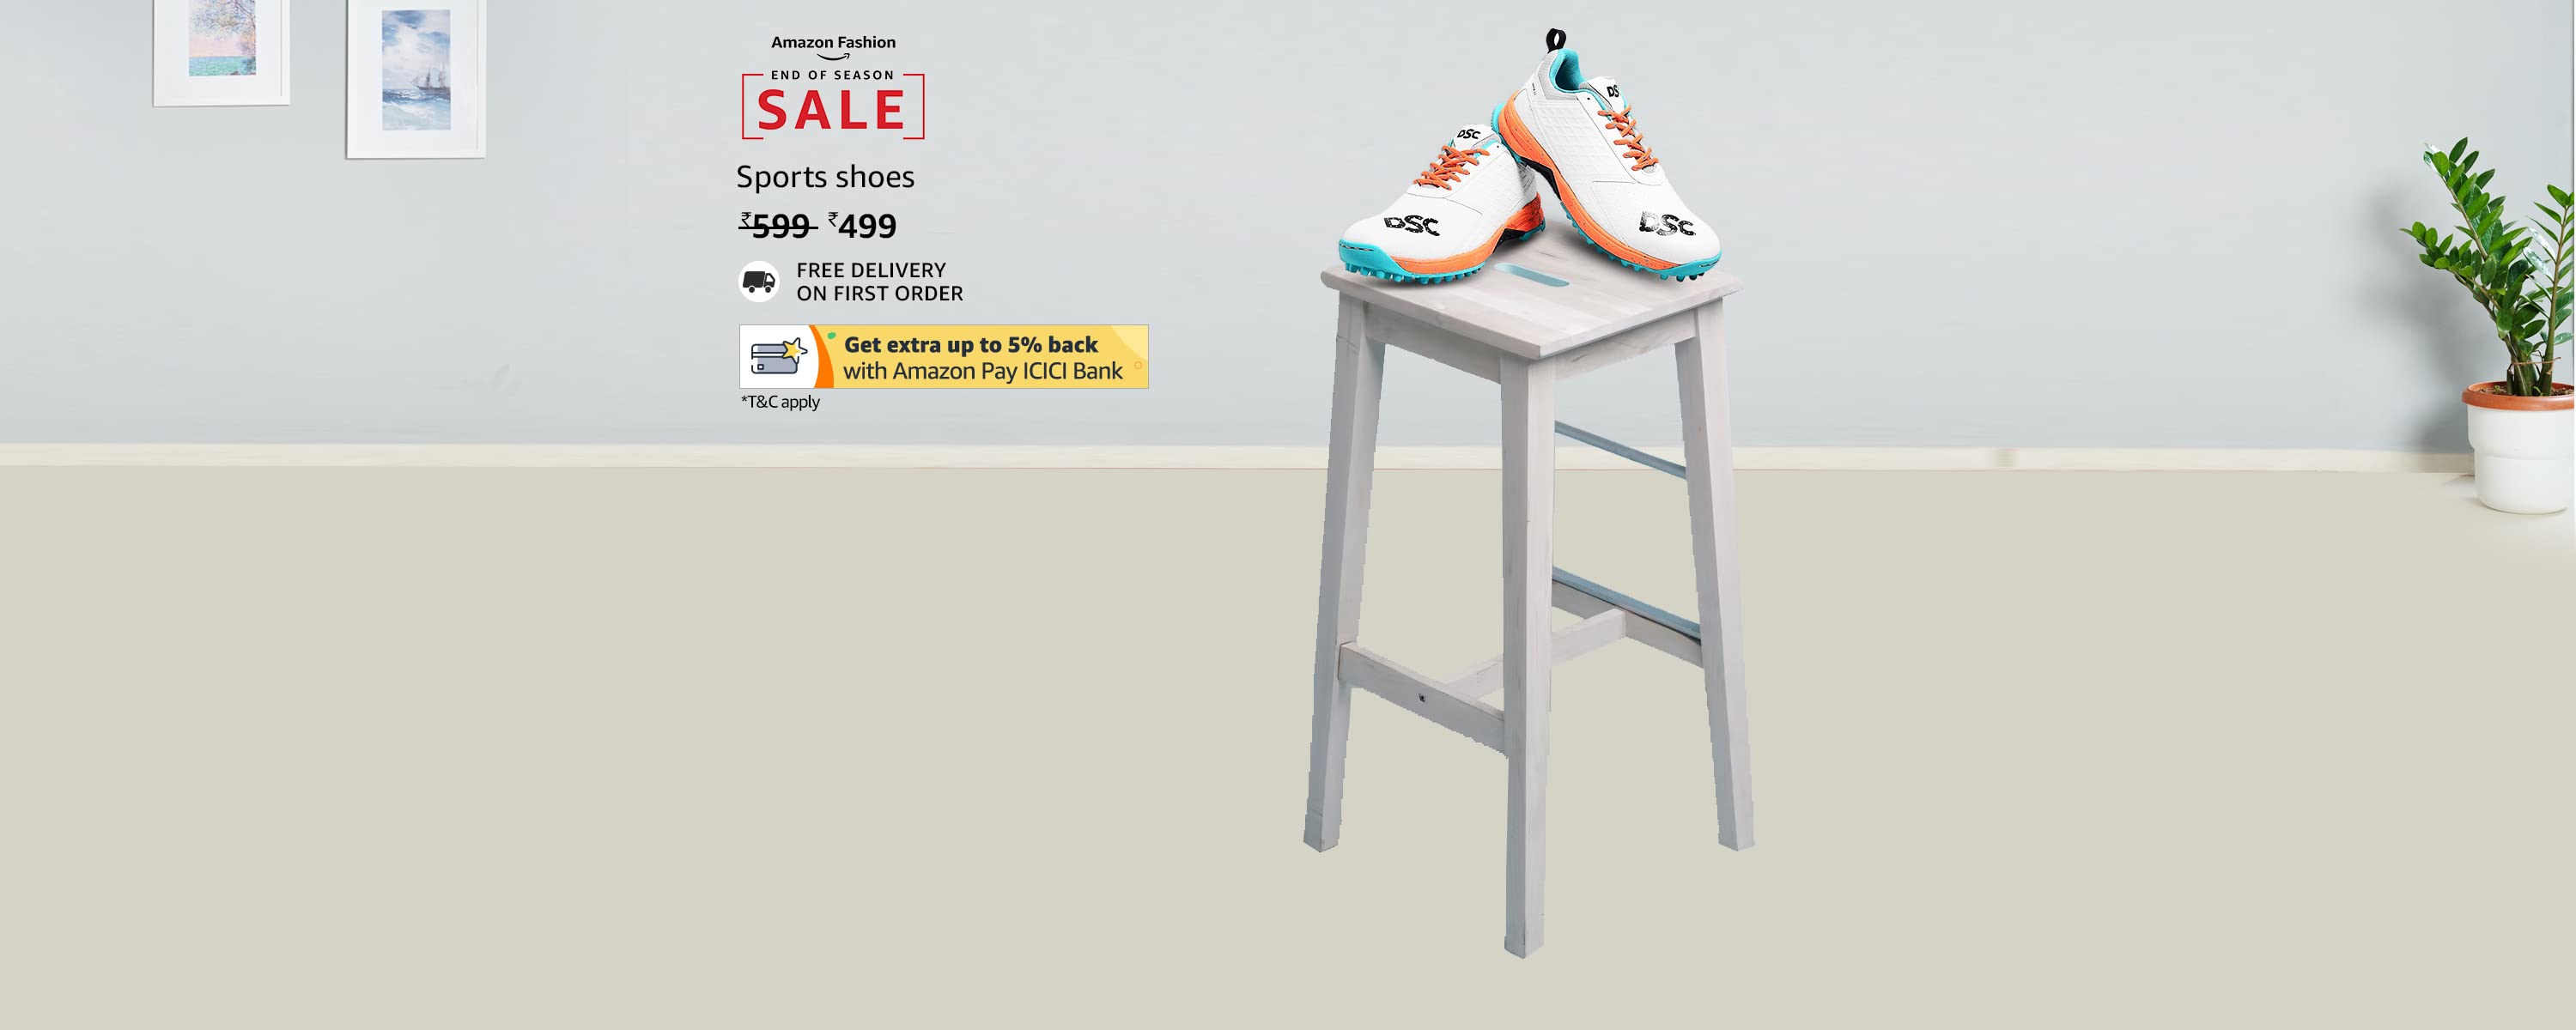 Amazon Fashion
END OF SEASON
SALE
Sports shoes
₹599 ₹499
FREE DELIVERY
ON FIRST ORDER
Get extra up to 5% back
with Amazon Pay ICICI Bank
*T&C apply
DSC
DS
DSC
DSC